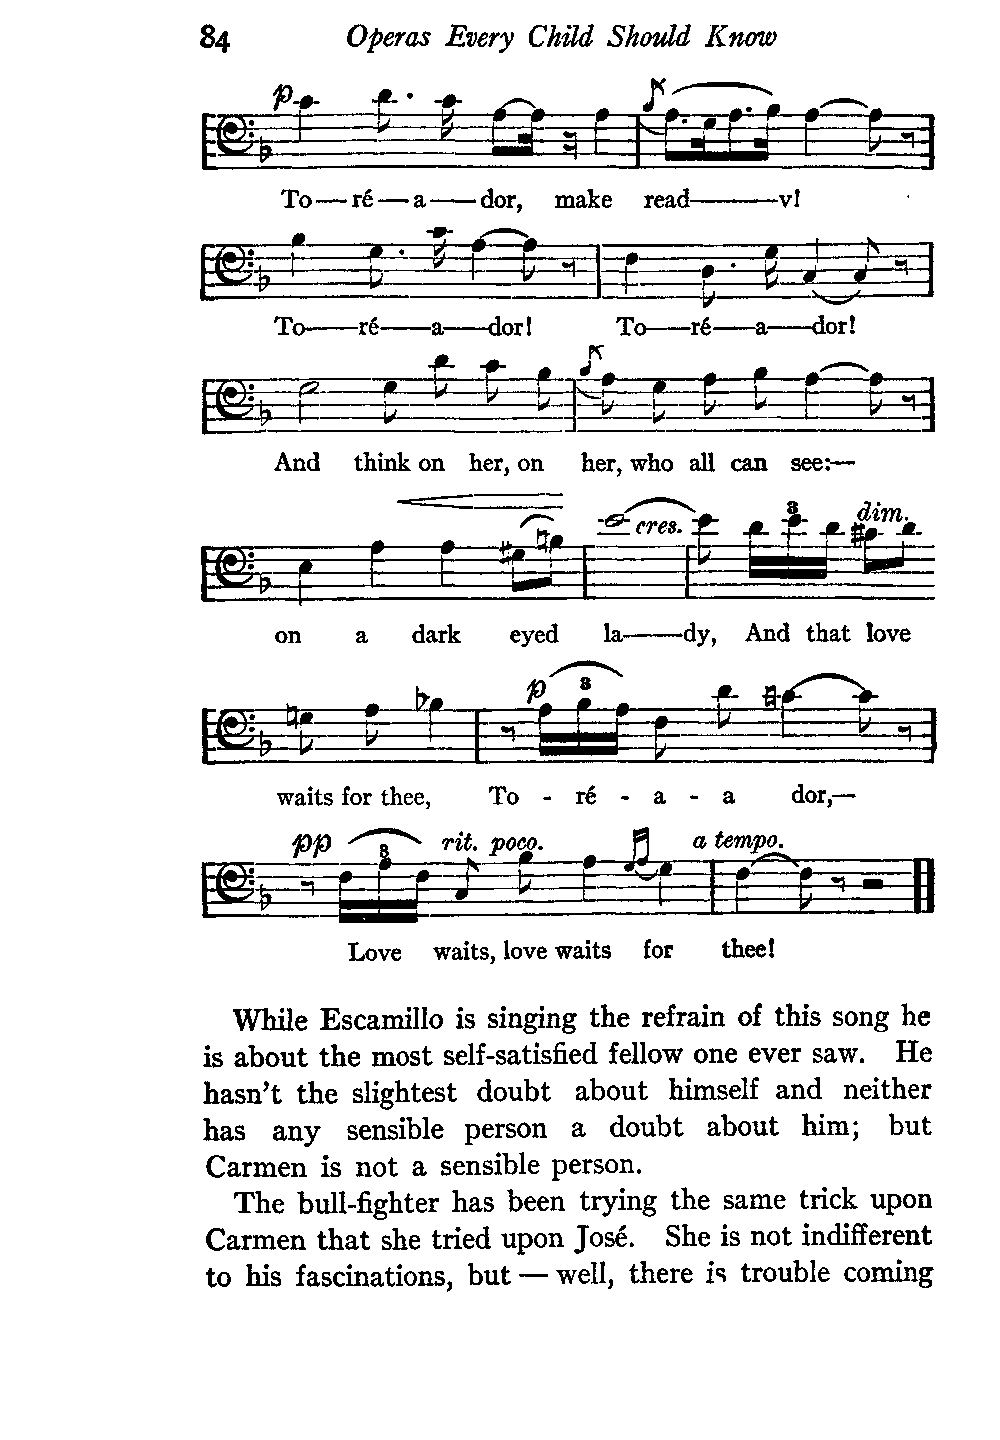 84 Operas Every Child Should Know
p
To—ré—a—dor, make read—v!
To—ré—a—dor! To—ré—a—dor!
And think on her, on her, who all can see:—
cres. 3 dim.
on a dark eyed la—dy, And that love
p 3
waits for thee, To - ré - a - a dor,—
pp 3 rit. poco. a tempo.
Love waits, love waits for thee!
While Escamillo is singing the refrain of this song he
is about the most self-satisfied fellow one ever saw. He
hasn't the slightest doubt about himself and neither
has any sensible person a doubt about him; but
Carmen is not a sensible person.
The bull-fighter has been trying the same trick upon
Carmen that she tried upon José. She is not indifferent
to his fascinations, but — well, there is trouble coming